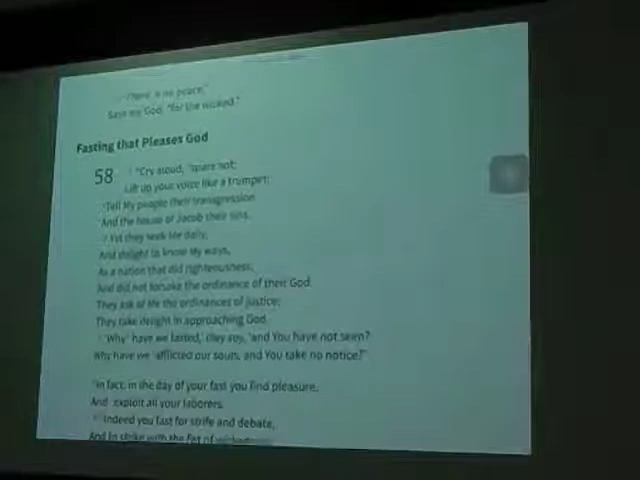 "There is no peace,"
Says my God, "for the wicked."
Fasting that Pleases God
58 "Cry aloud, spare not;
Lift up your voice like a trumpet;
Tell My people their transgression
And the house of Jacob their sins.
Yet they seek Me daily,
And delight to know My ways,
As a nation that did righteousness,
And did not forsake the ordinance of their God.
They ask of Me the ordinances of justice;
They take delight in approaching God.
'Why have we fasted,' they say, 'and You have not seen?
Why have we afflicted our souls, and You take no notice?'
"In fact, in the day of your fast you find pleasure,
And exploit all your laborers.
Indeed you fast for strife and debate,
And to strike with the fist of wickedness